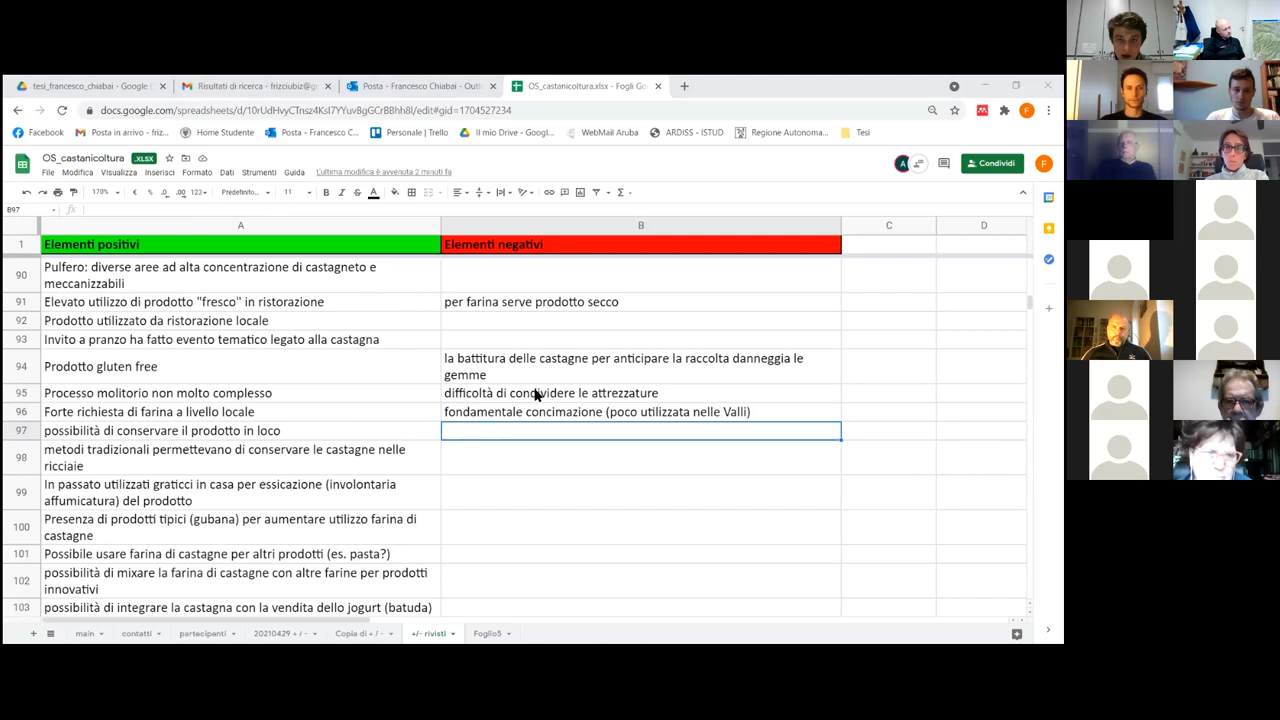 tesi_francesco_chiabai - Google D
Risultati di ricerca - frizciubiz@g
Posta - Francesco Chiabai - Outl
OS_castanicoltura.xlsx - Fogli Go
Facebook
Posta in arrivo - friz...
Home Studente
Posta - Francesco C...
Personale | Trello
Il mio Drive - Googl...
WebMail Aruba
ARDISS - ISTUD
Regione Autonoma...
Tesi
OS_castanicoltura
.XLSX
File
Modifica
Visualizza
Inserisci
Formato
Dati
Strumenti
Guida
L'ultima modifica è avvenuta 2 minuti fa
A
Condividi
F
170%
€
%
.0
.00
123
Predefinito...
11
B
I
S
A
B97
fx
A
B
C
D
1
Elementi positivi
Elementi negativi
90
Pulfero: diverse aree ad alta concentrazione di castagneto e
meccanizzabili
91
Elevato utilizzo di prodotto "fresco" in ristorazione
per farina serve prodotto secco
92
Prodotto utilizzato da ristorazione locale
93
Invito a pranzo ha fatto evento tematico legato alla castagna
94
Prodotto gluten free
la battitura delle castagne per anticipare la raccolta danneggia le
gemme
95
Processo molitorio non molto complesso
difficoltà di condividere le attrezzature
96
Forte richiesta di farina a livello locale
fondamentale concimazione (poco utilizzata nelle Valli)
97
possibilità di conservare il prodotto in loco
98
metodi tradizionali permettevano di conservare le castagne nelle
ricciaie
99
In passato utilizzati graticci in casa per essicazione (involontaria
affumicatura) del prodotto
100
Presenza di prodotti tipici (gubana) per aumentare utilizzo farina di
castagne
101
Possibile usare farina di castagne per altri prodotti (es. pasta?)
102
possibilità di mixare la farina di castagne con altre farine per prodotti
innovativi
103
possibilità di integrare la castagna con la vendita dello jogurt (batuda)
main
contatti
partecipanti
20210429 + / -
Copia di + / -
+/- rivisti
Foglio5